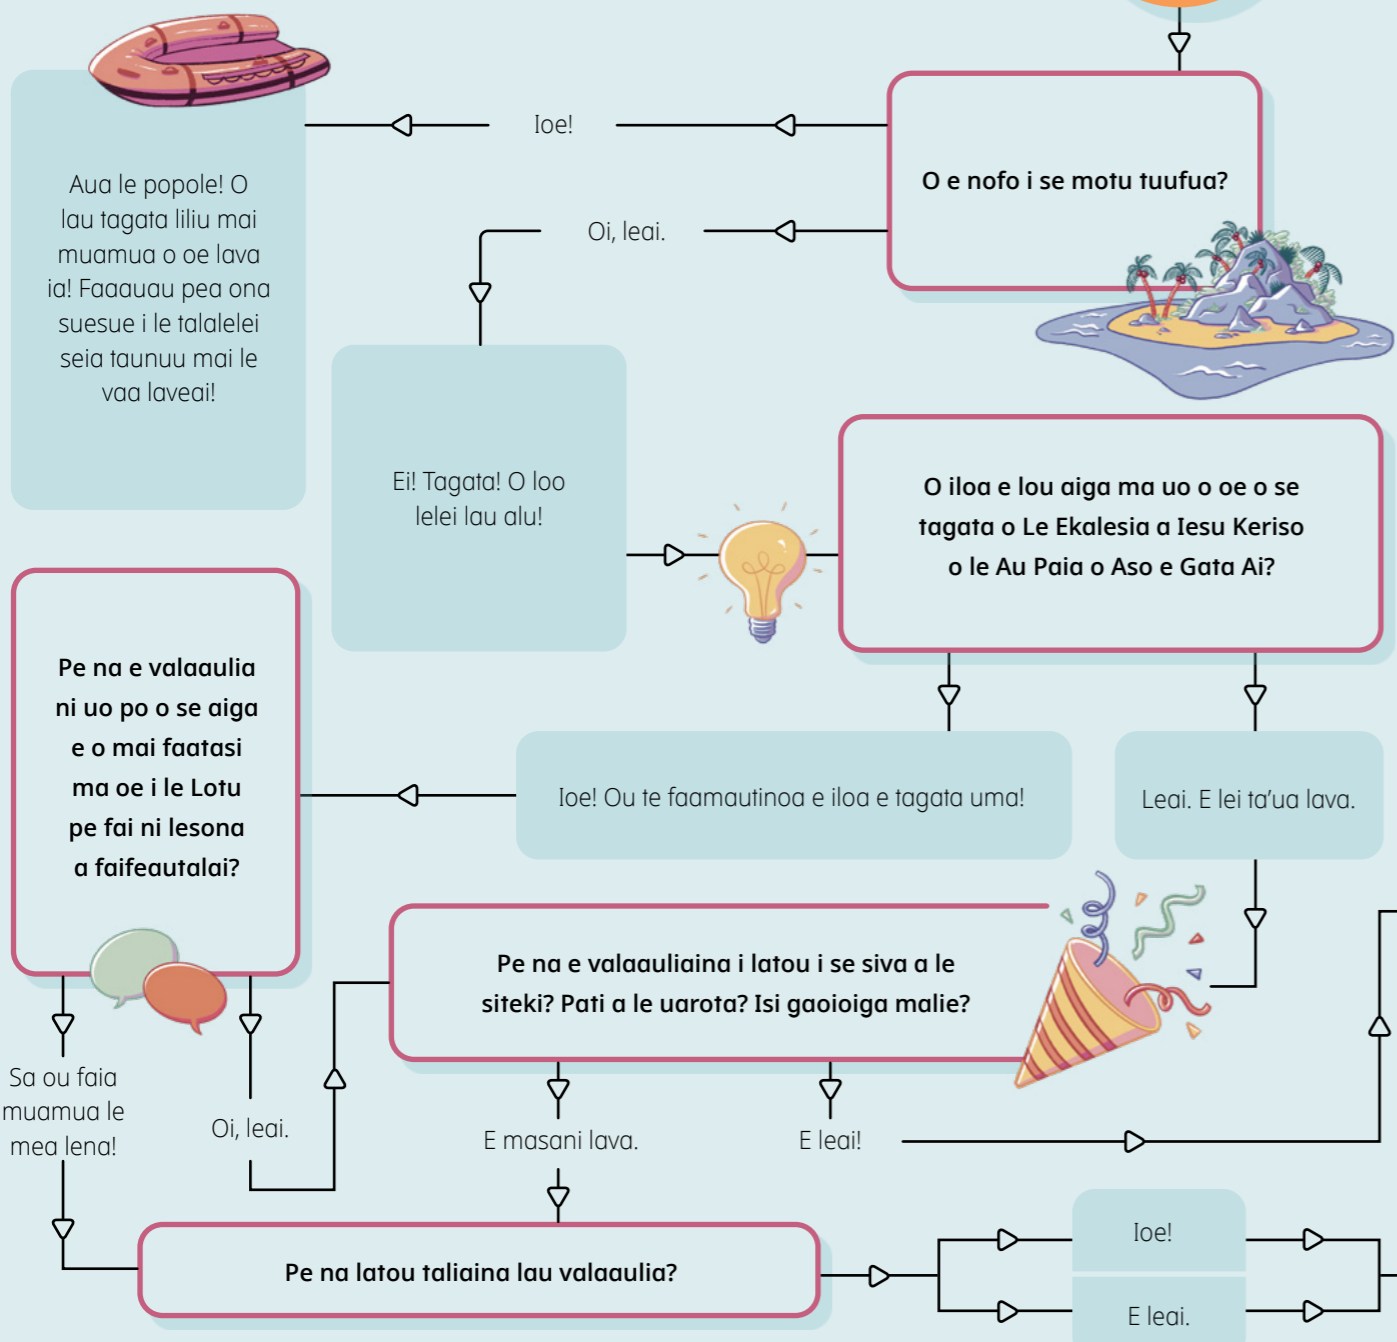 O e nofo i se motu tuufua?
Ioe!
Aua le popole! O
lau tagata liliu mai
muamua o oe lava
ia! Faaauau pea ona
suesue i le talalelei
seia taunuu mai le
vaa laveai!
Oi, leai.
Ei! Tagata! O loo
lelei lau alu!
O iloa e lou aiga ma uo o oe o se
tagata o Le Ekalesia a Iesu Keriso
o le Au Paia o Aso e Gata Ai?
Ioe! Ou te faamautinoa e iloa e tagata uma!
Leai. E lei ta'ua lava.
Pe na e valaaulia
ni uo po o se aiga
e o mai faatasi
ma oe i le Lotu
pe fai ni lesona
a faifeautalai?
Sa ou faia
muamua le
mea lena!
Oi, leai.
Pe na e valaauliaina i latou i se siva a le
siteki? Pati a le uarota? Isi gaoioiga malie?
E masani lava.
E leai!
Pe na latou taliaina lau valaaulia?
Ioe!
E leai.